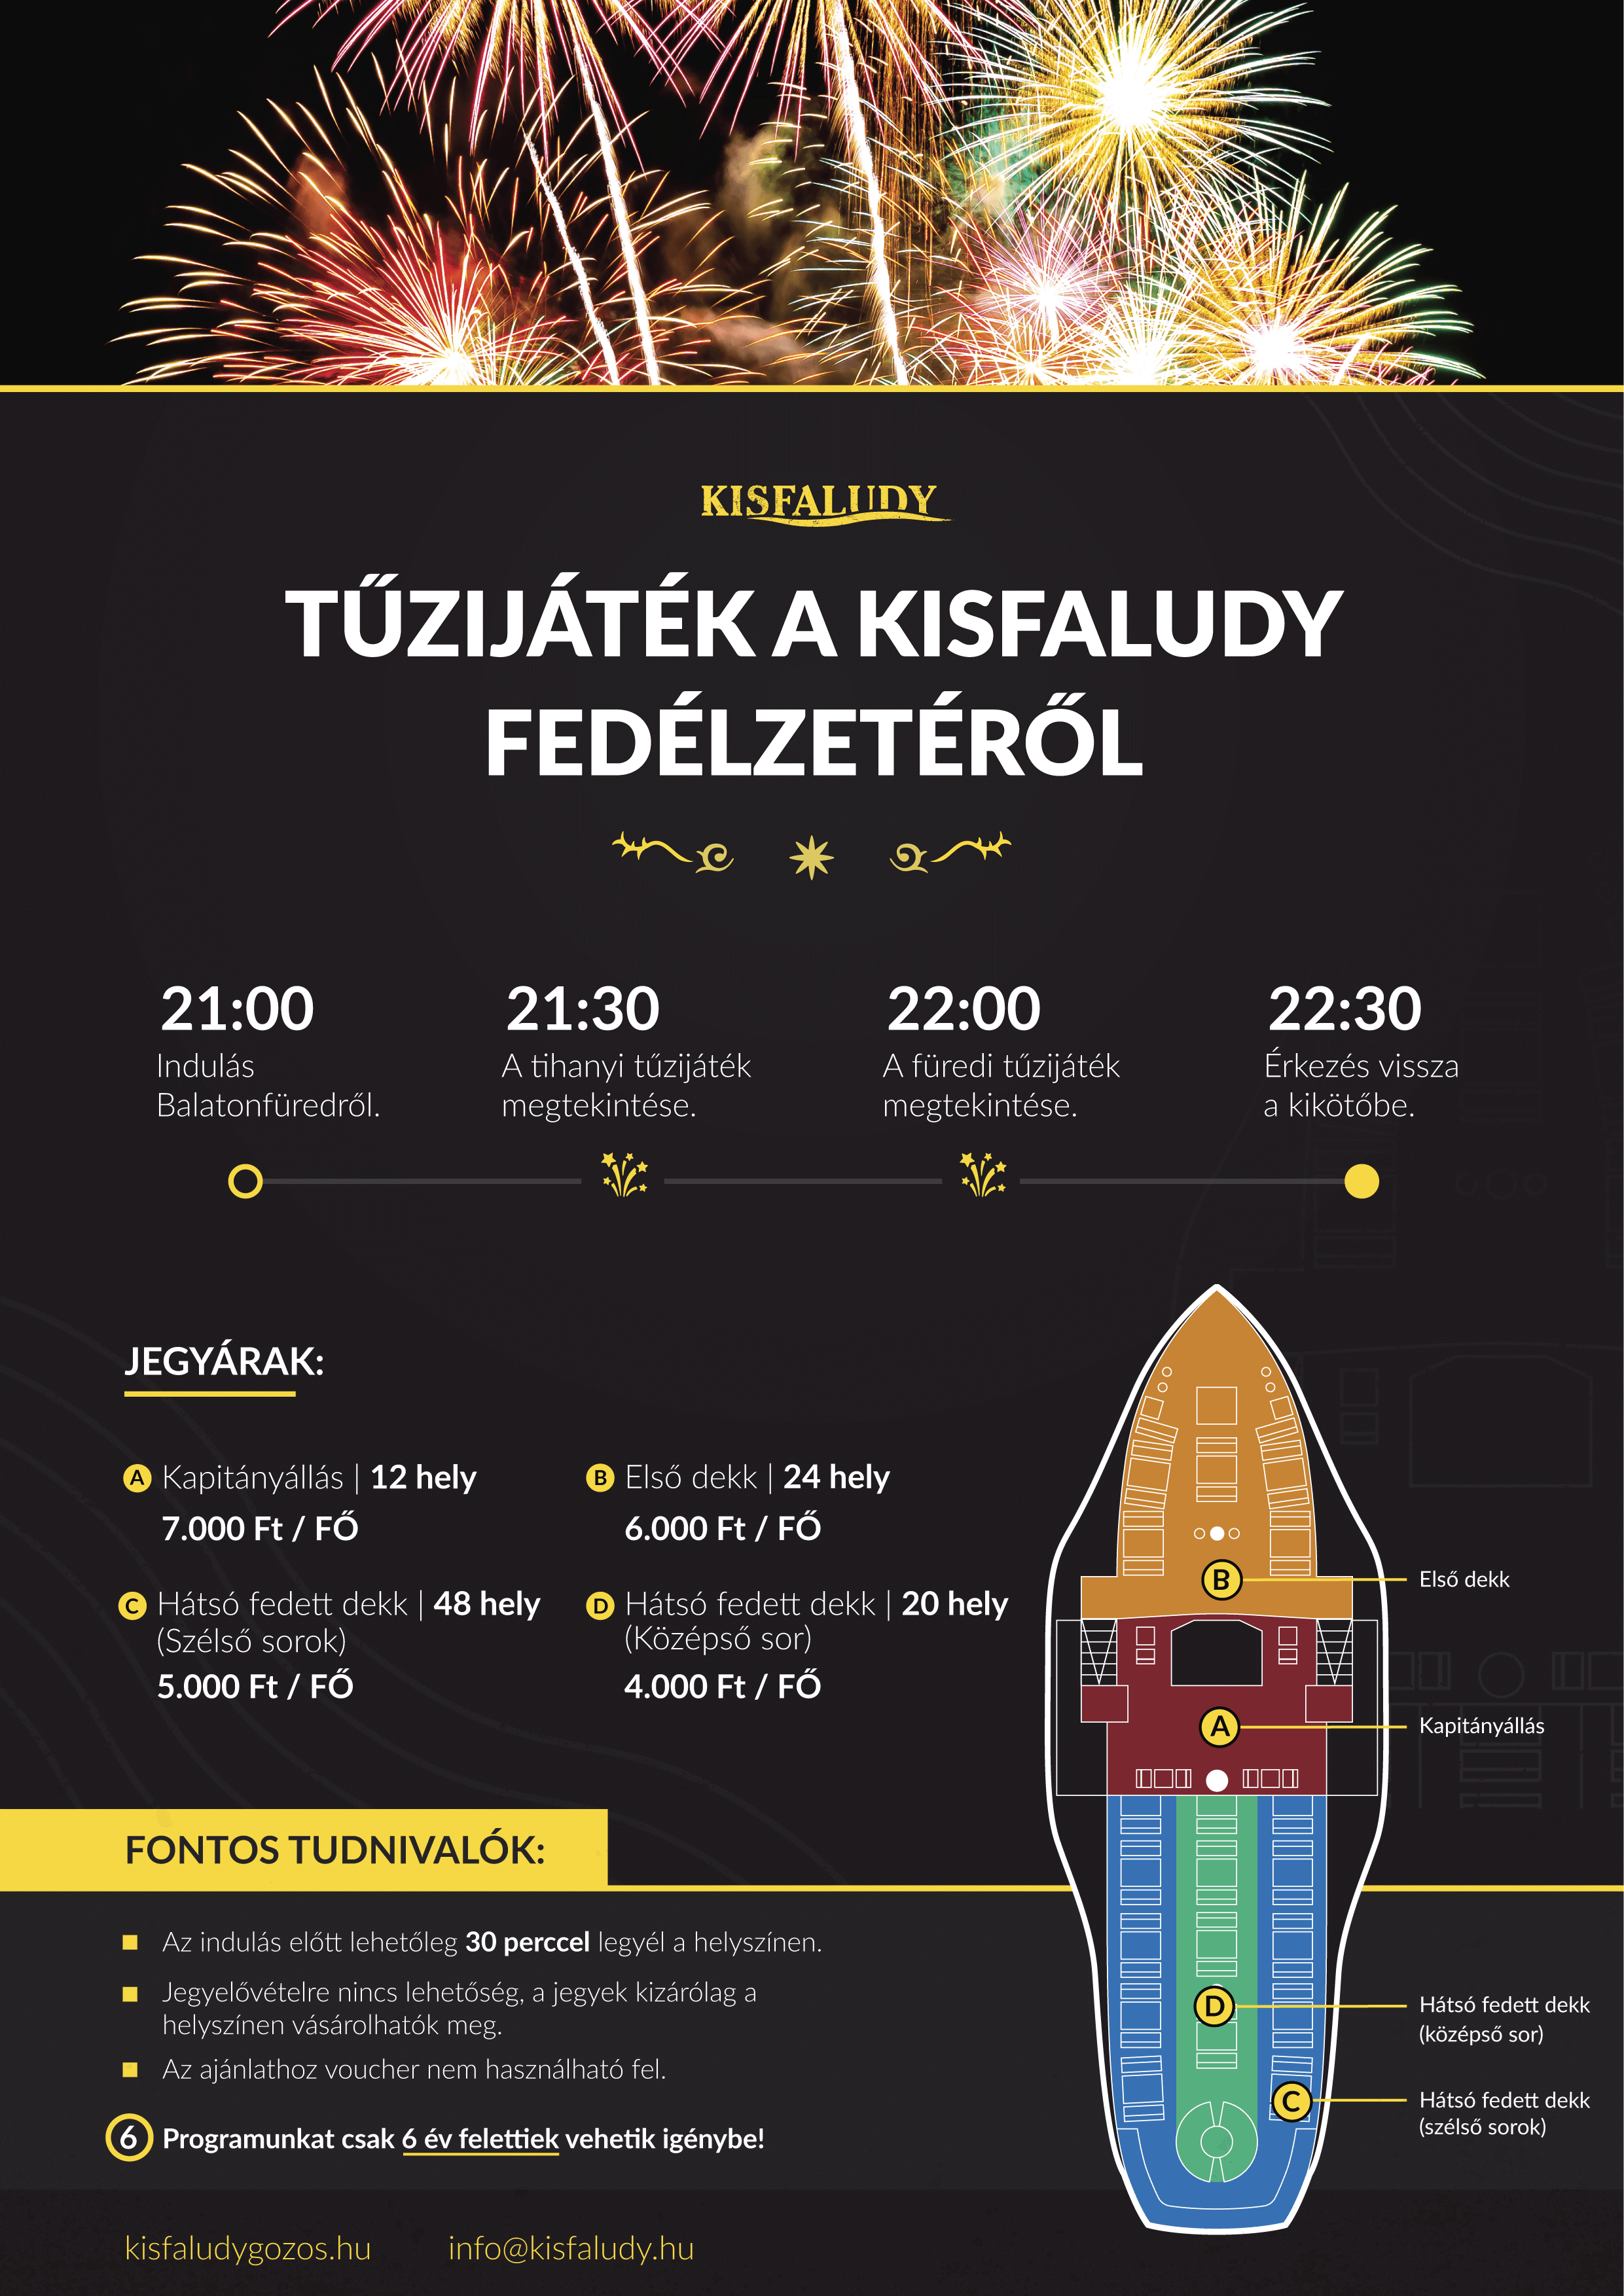 KISFALUDY
TŰZIJÁTÉK A KISFALUDY
FEDÉLZETÉRŐL
21:00
Indulás
Balatonfüredről.
21:30
A tihanyi tűzijáték
megtekintése.
22:00
A füredi tűzijáték
megtekintése.
22:30
Érkezés vissza
a kikötőbe.
JEGYÁRAK:
A Kapitányállás | 12 hely
7.000 Ft / FŐ
B Első dekk | 24 hely
6.000 Ft / FŐ
C Hátsó fedett dekk | 48 hely
(Szélső sorok)
5.000 Ft / FŐ
D Hátsó fedett dekk | 20 hely
(Középső sor)
4.000 Ft / FŐ
B Első dekk
A Kapitányállás
D Hátsó fedett dekk
(középső sor)
C Hátsó fedett dekk
(szélső sorok)
FONTOS TUDNIVALÓK:
Az indulás előtt lehetőleg 30 perccel legyél a helyszínen.
Jegyelővételre nincs lehetőség, a jegyek kizárólag a
helyszínen vásárolhatók meg.
Az ajánlathoz voucher nem használható fel.
6 Programunkat csak 6 év felettiek vehetik igénybe!
kisfaludygozos.hu
info@kisfaludy.hu